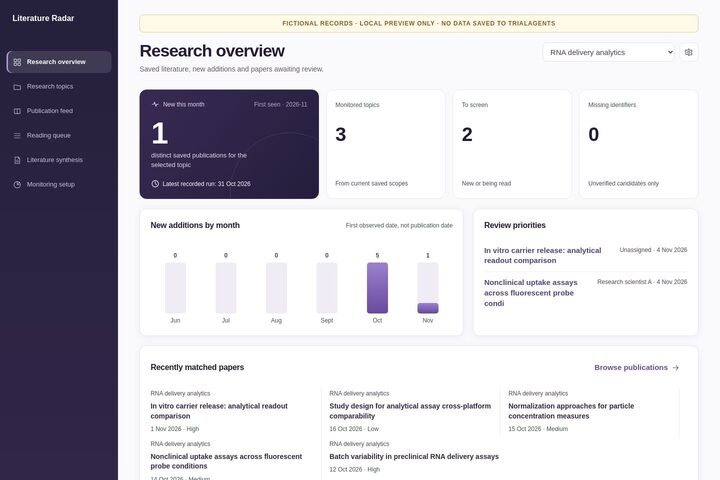 Literature Radar
Research overview
Research topics
Publication feed
Reading queue
Literature synthesis
Monitoring setup
FICTIONAL RECORDS · LOCAL PREVIEW ONLY · NO DATA SAVED TO TRIALAGENTS
Research overview
Saved literature, new additions and papers awaiting review.
RNA delivery analytics
New this month
First seen · 2026-11
1
distinct saved publications for the
selected topic
Latest recorded run: 31 Oct 2026
Monitored topics
3
From current saved scopes
To screen
2
New or being read
Missing identifiers
0
Unverified candidates only
New additions by month
First observed date, not publication date
0 0 0 0 5 1
Jun Jul Aug Sept Oct Nov
Review priorities
In vitro carrier release: analytical
readout comparison
Unassigned · 4 Nov 2026
Nonclinical uptake assays
across fluorescent probe
condi
Research scientist A · 4 Nov 2026
Recently matched papers
Browse publications →
RNA delivery analytics
In vitro carrier release: analytical readout
comparison
1 Nov 2026 · High
RNA delivery analytics
Study design for analytical assay cross-platform
comparability
16 Oct 2026 · Low
RNA delivery analytics
Normalization approaches for particle
concentration measures
15 Oct 2026 · Medium
RNA delivery analytics
Nonclinical uptake assays across fluorescent
probe conditions
14 Oct 2026 · Medium
RNA delivery analytics
Batch variability in preclinical RNA delivery assays
12 Oct 2026 · High